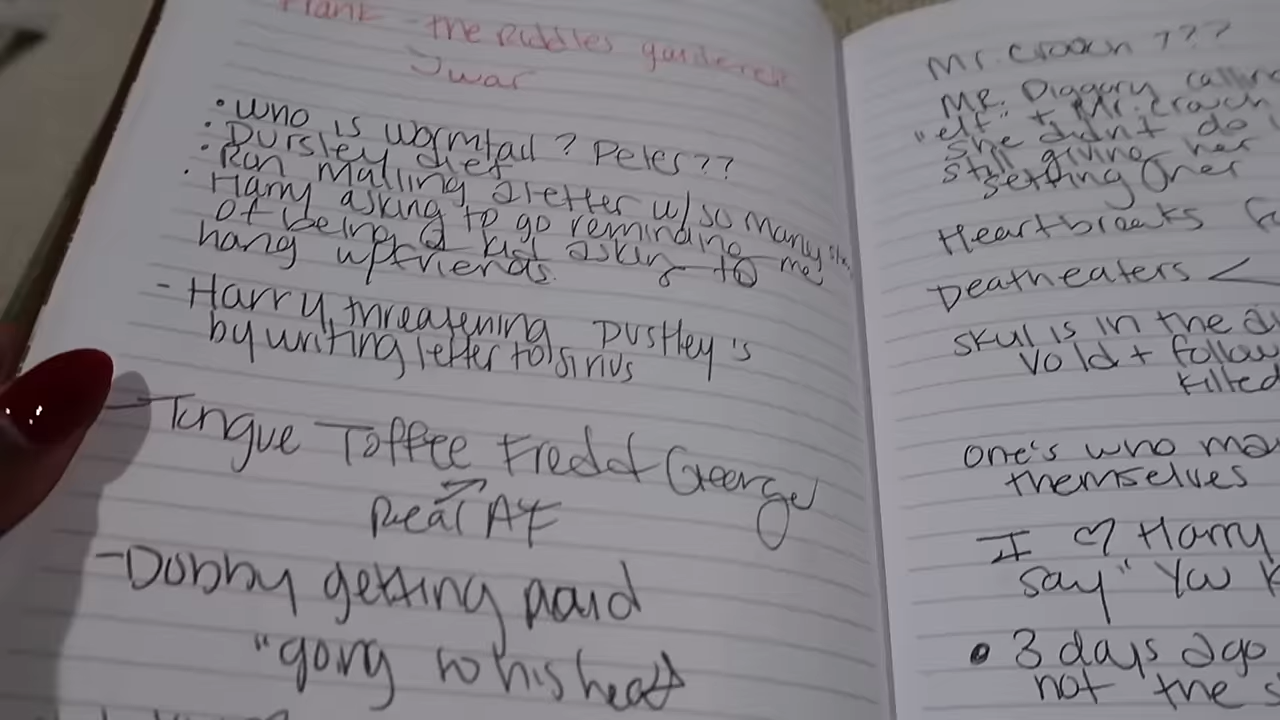 Frank - the Riddles gardener
war
• Who is wormtail? Peter??
• Dursley diet
• Ron mailing a letter w/ so many
• Harry asking to go reminding me
of being a kid asking to
hang w/ friends.
- Harry threatening Dustley's
by writing letter to sirius
- Tongue Toffee Fred + George
Real AF
- Dobby getting paid
"going to his head
Mr. Crouch ???
MR. Diggory calling
"elf" + Mr. Crouch
she didn't do
still giving her
setting
Heartbreaks
Deatheaters <
skul is in the
Vold + follow
killed
one's who
themselves
I ♡ Harry
say "You K
• 3 days ago
not the s